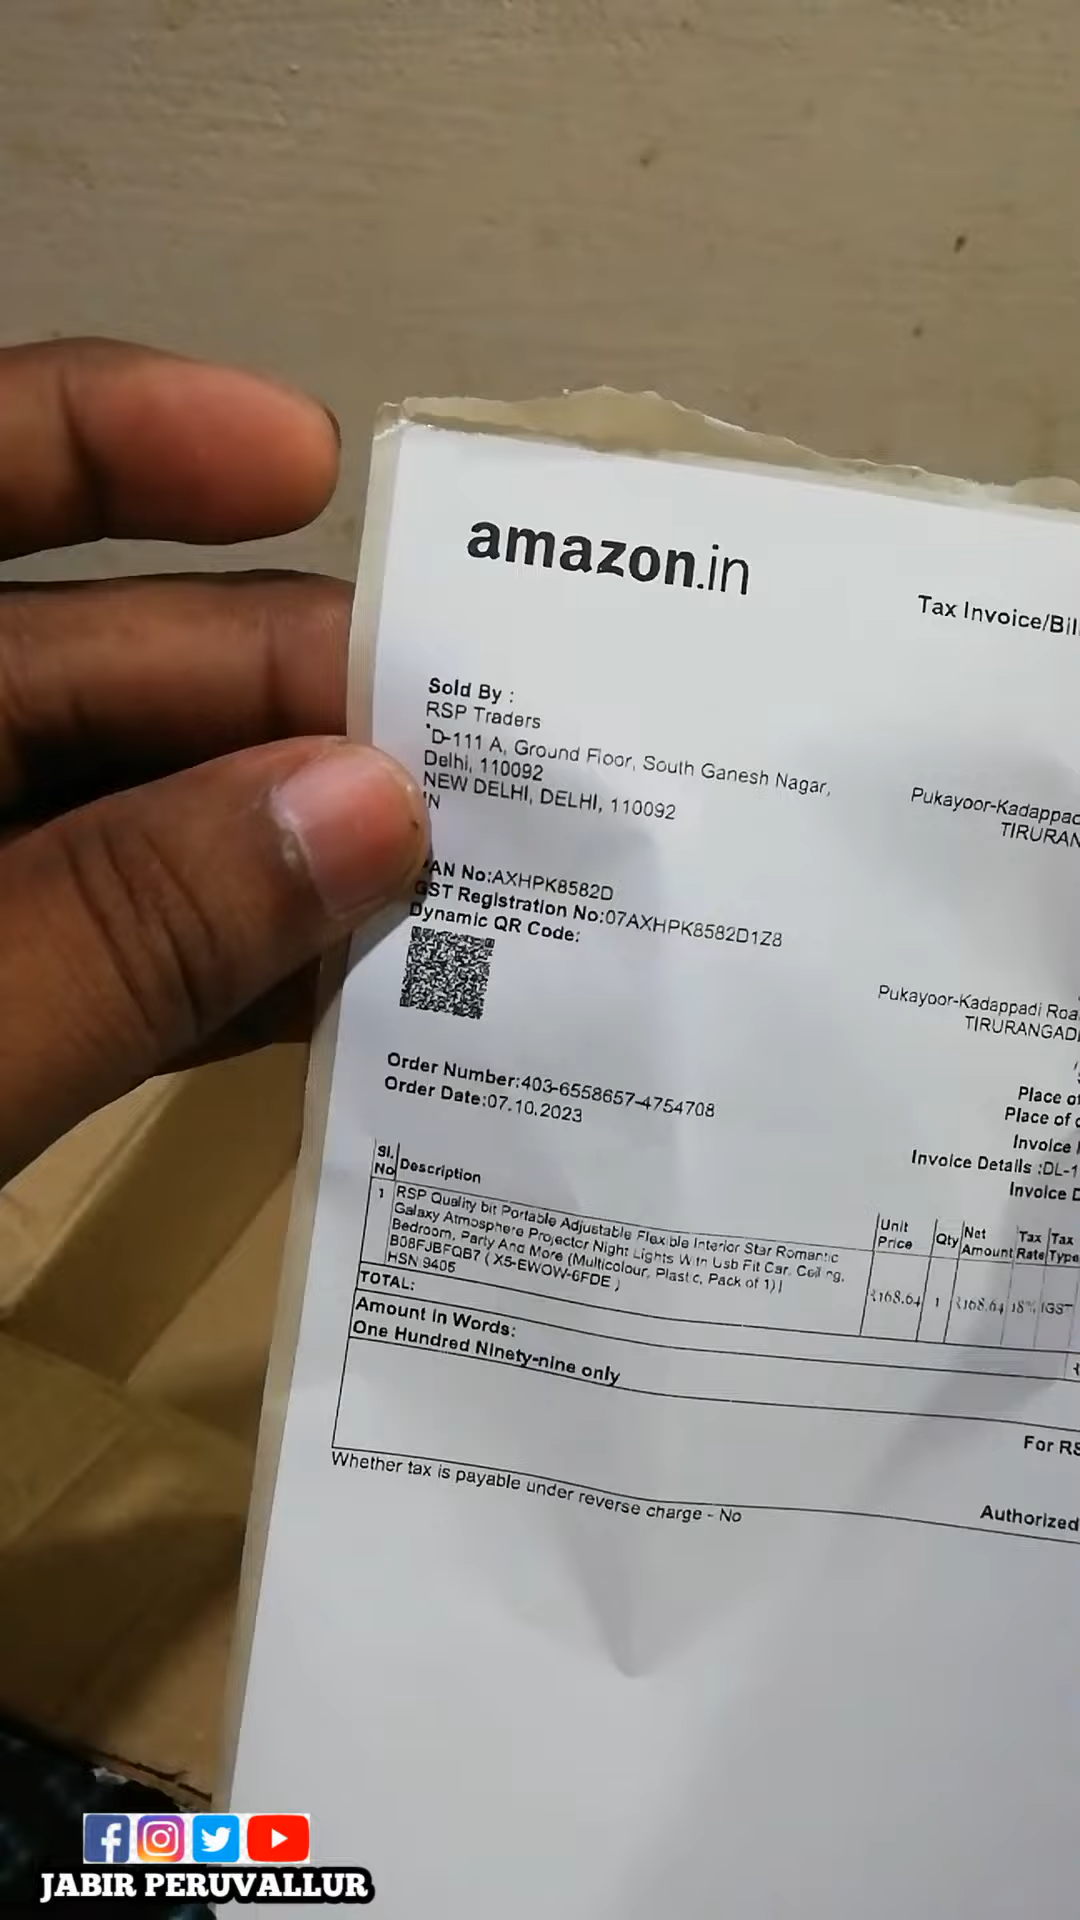 amazon.in
Tax Invoice/Bil
Sold By :
RSP Traders
*D-111 A, Ground Floor, South Ganesh Nagar,
Delhi, 110092
NEW DELHI, DELHI, 110092
IN
Pukayoor-Kadappad
TIRURAN
PAN No:AXHPK8582D
GST Registration No:07AXHPK8582D1Z8
Dynamic QR Code:
Pukayoor-Kadappadi Roa
TIRURANGADI
Order Number:403-6558657-4754708
Order Date:07.10.2023
Place of
Place of d
Invoice
Invoice Details :DL-1
Invoice D
Sl. No Description Unit Price Qty Net Amount Tax Rate Tax Type
1 RSP Quality bit Portable Adjustable Flexible Interior Star Romantic
Galaxy Atmosphere Projector Night Lights With Usb Fit Car, Ceiling,
Bedroom, Party And More (Multicolour, Plastic, Pack of 1) |
B08FJBFQB7 ( X5-EWOW-6FDE )
HSN:9405
₹168.64 1 ₹168.64 18% IGST
TOTAL:
Amount in Words:
One Hundred Ninety-nine only
For RS
Authorized
Whether tax is payable under reverse charge - No
JABIR PERUVALLUR